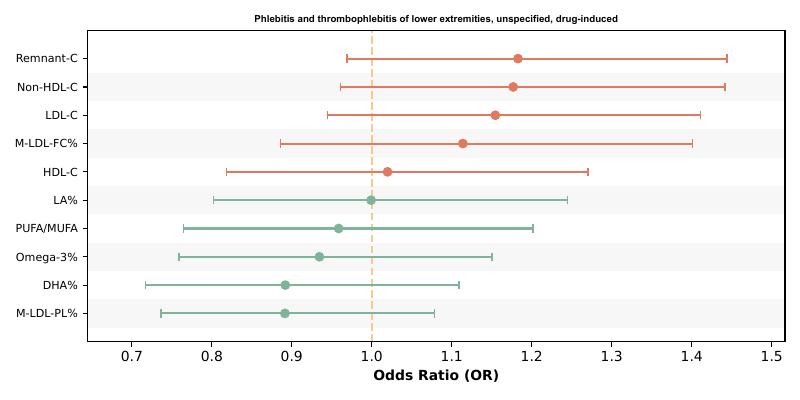 Phlebitis and thrombophlebitis of lower extremities, unspecified, drug-induced
Remnant-C
Non-HDL-C
LDL-C
M-LDL-FC%
HDL-C
LA%
PUFA/MUFA
Omega-3%
DHA%
M-LDL-PL%
0.7 0.8 0.9 1.0 1.1 1.2 1.3 1.4 1.5
Odds Ratio (OR)